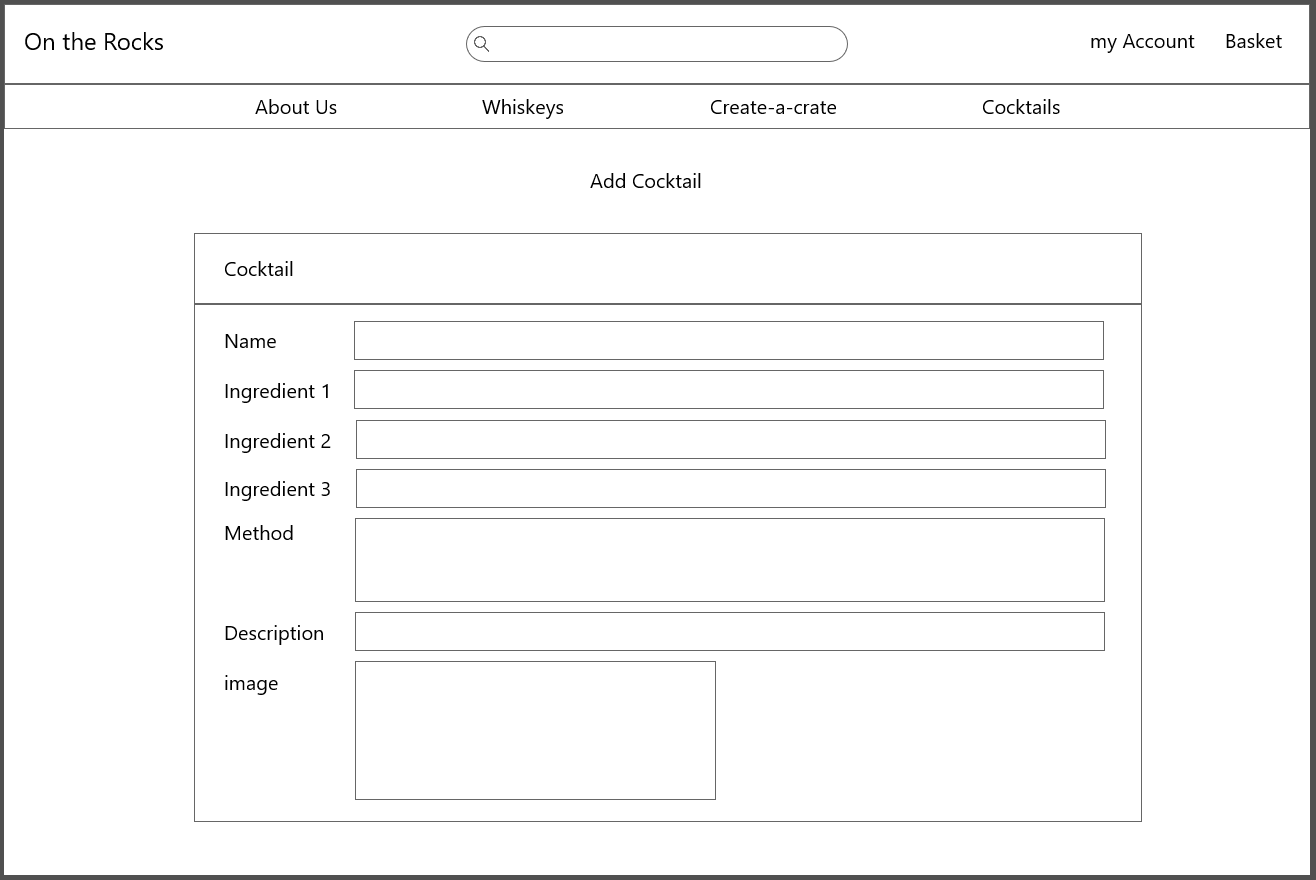 On the Rocks
my Account Basket
About Us Whiskeys Create-a-crate Cocktails
Add Cocktail
Cocktail
Name
Ingredient 1
Ingredient 2
Ingredient 3
Method
Description
image